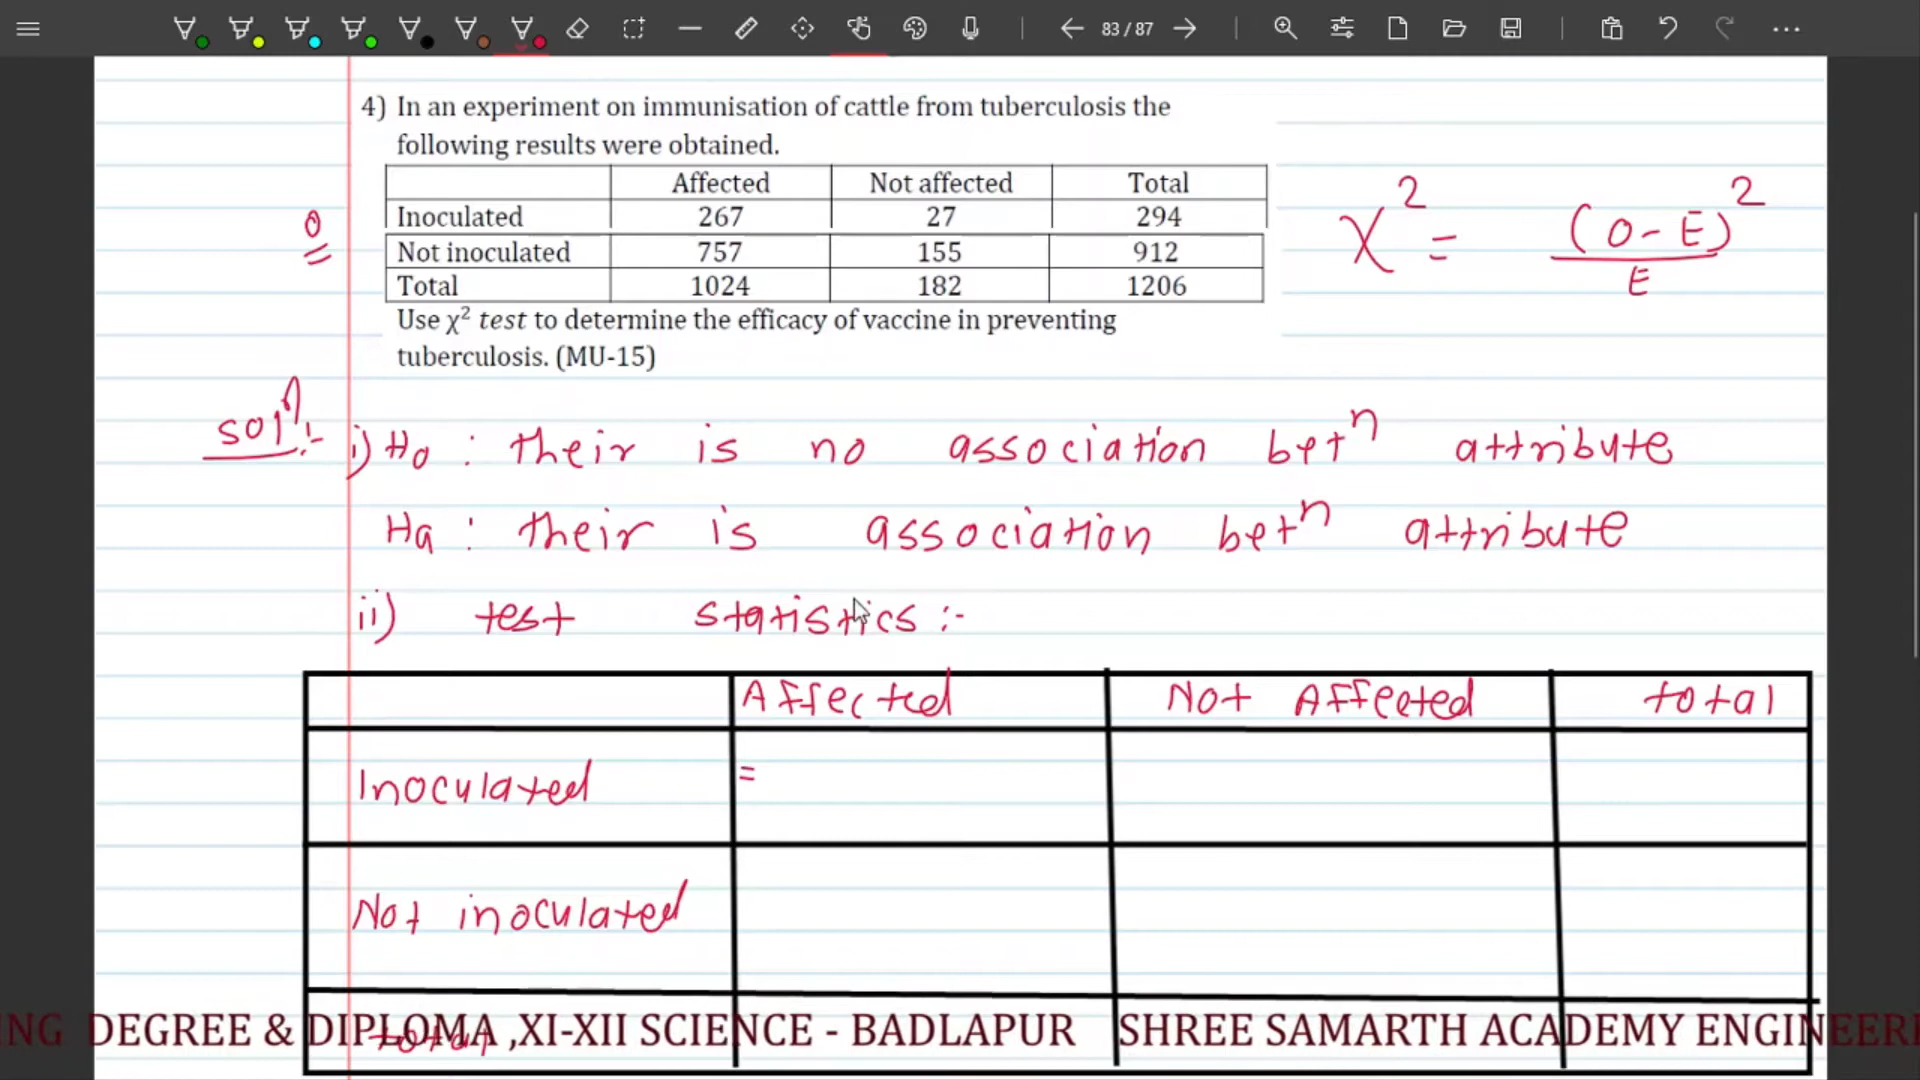 83 / 87
4) In an experiment on immunisation of cattle from tuberculosis the
following results were obtained.
Affected Not affected Total
Inoculated 267 27 294
Not inoculated 757 155 912
Total 1024 182 1206
Use χ² test to determine the efficacy of vaccine in preventing
tuberculosis. (MU-15)
O
χ² = (O-E)²
E
Solⁿ:-
i) H₀ : their is no association betⁿ attribute
Ha : their is association betⁿ attribute
ii) test statistics :-
Affected Not Affected total
Inoculated =
Not inoculated
total
NG DEGREE & DIPLOMA ,XI-XII SCIENCE - BADLAPUR SHREE SAMARTH ACADEMY ENGINEERI